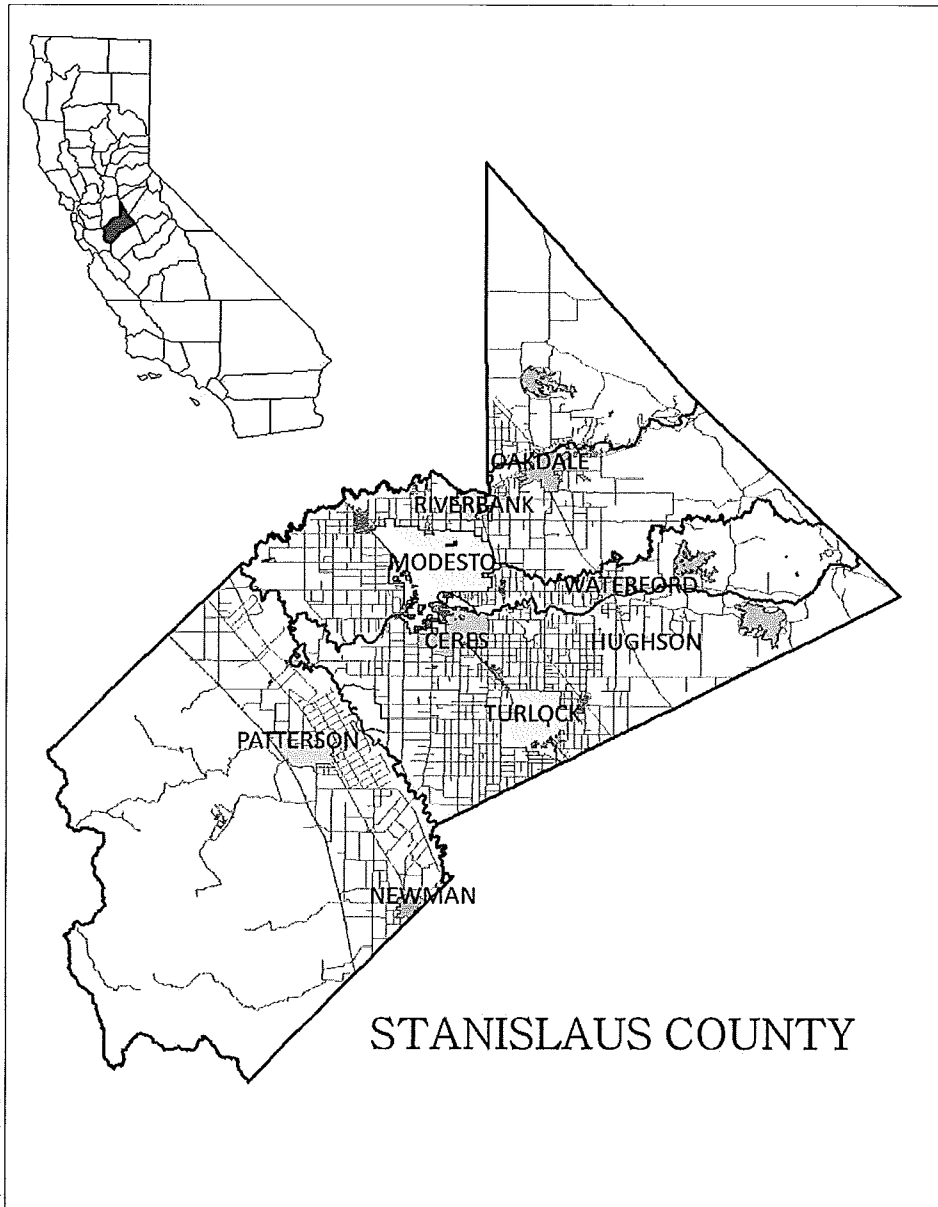 OAKDALE
RIVERBANK
MODESTO
WATERFORD
CERES
HUGHSON
TURLOCK
PATTERSON
NEWMAN
STANISLAUS COUNTY